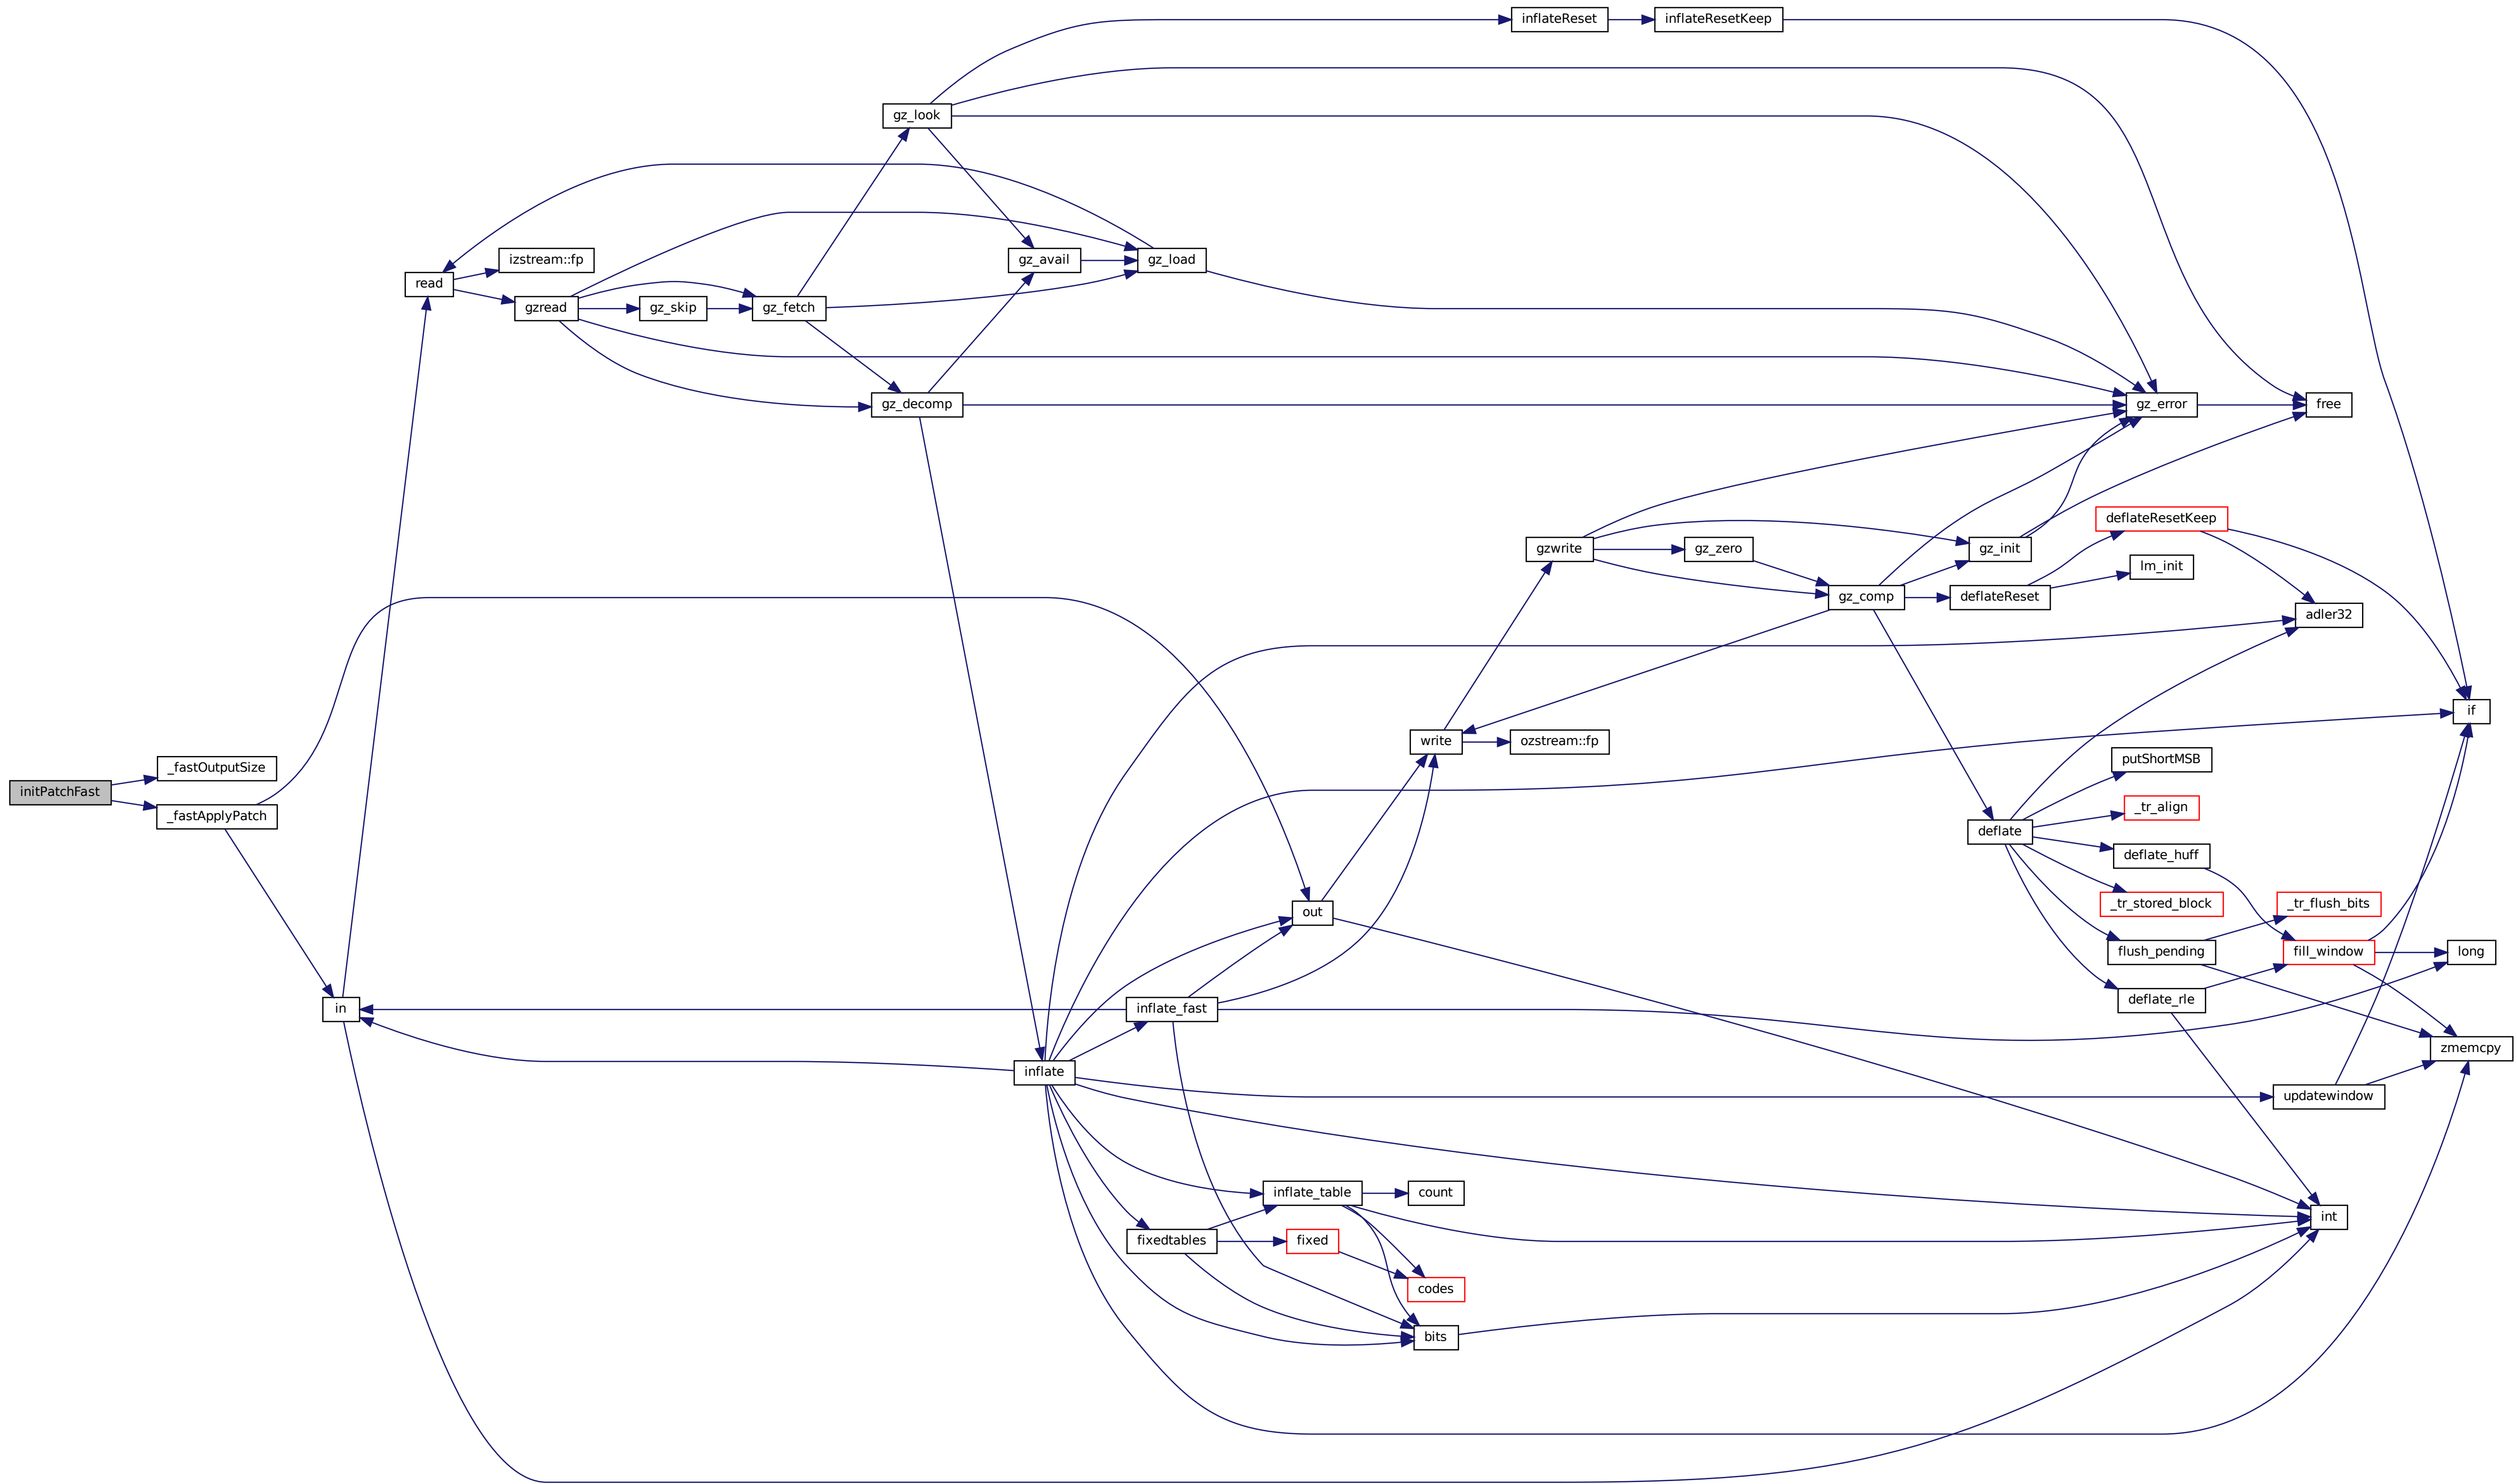 initPatchFast
_fastOutputSize
_fastApplyPatch
in
read
izstream::fp
gzread
gz_skip
gz_fetch
gz_look
gz_decomp
gz_avail
gz_load
inflateReset
inflateResetKeep
gz_error
free
gzwrite
gz_zero
gz_init
gz_comp
deflateReset
deflateResetKeep
lm_init
adler32
if
write
ozstream::fp
putShortMSB
_tr_align
deflate
deflate_huff
_tr_stored_block
_tr_flush_bits
flush_pending
fill_window
long
deflate_rle
zmemcpy
out
inflate_fast
inflate
updatewindow
inflate_table
count
fixedtables
fixed
codes
bits
int